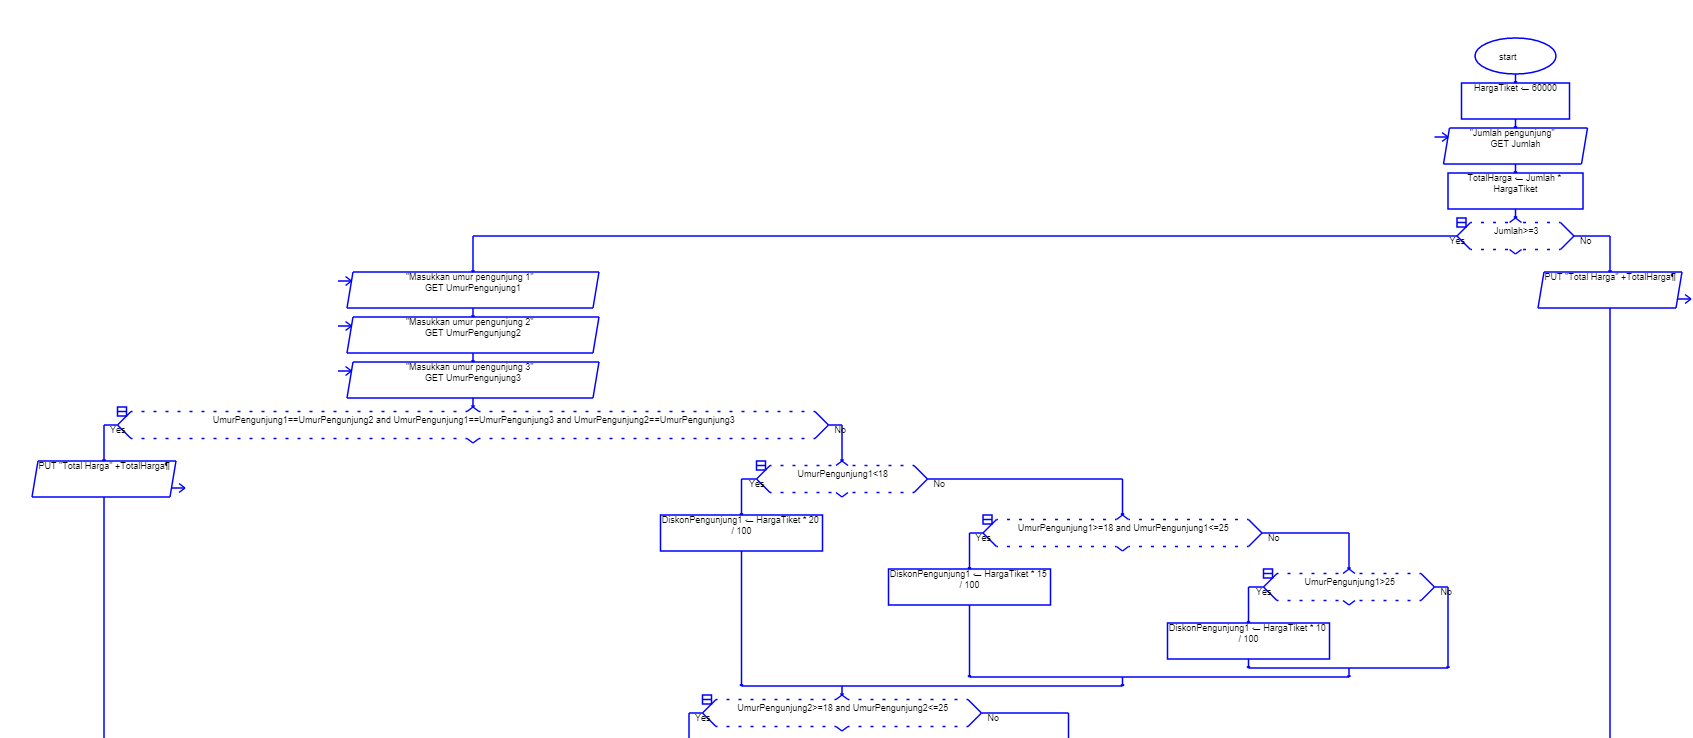 start
HargaTiket ← 60000
"Jumlah pengunjung"
GET Jumlah
TotalHarga ← Jumlah *
HargaTiket
Jumlah>=3
Yes
No
"Masukkan umur pengunjung 1"
GET UmurPengunjung1
PUT "Total Harga" +TotalHarga¶
"Masukkan umur pengunjung 2"
GET UmurPengunjung2
"Masukkan umur pengunjung 3"
GET UmurPengunjung3
UmurPengunjung1==UmurPengunjung2 and UmurPengunjung1==UmurPengunjung3 and UmurPengunjung2==UmurPengunjung3
Yes
No
PUT "Total Harga" +TotalHarga¶
UmurPengunjung1<18
Yes
No
DiskonPengunjung1 ← HargaTiket * 20
/ 100
UmurPengunjung1>=18 and UmurPengunjung1<=25
Yes
No
DiskonPengunjung1 ← HargaTiket * 15
/ 100
UmurPengunjung1>25
Yes
No
DiskonPengunjung1 ← HargaTiket * 10
/ 100
UmurPengunjung2>=18 and UmurPengunjung2<=25
Yes
No